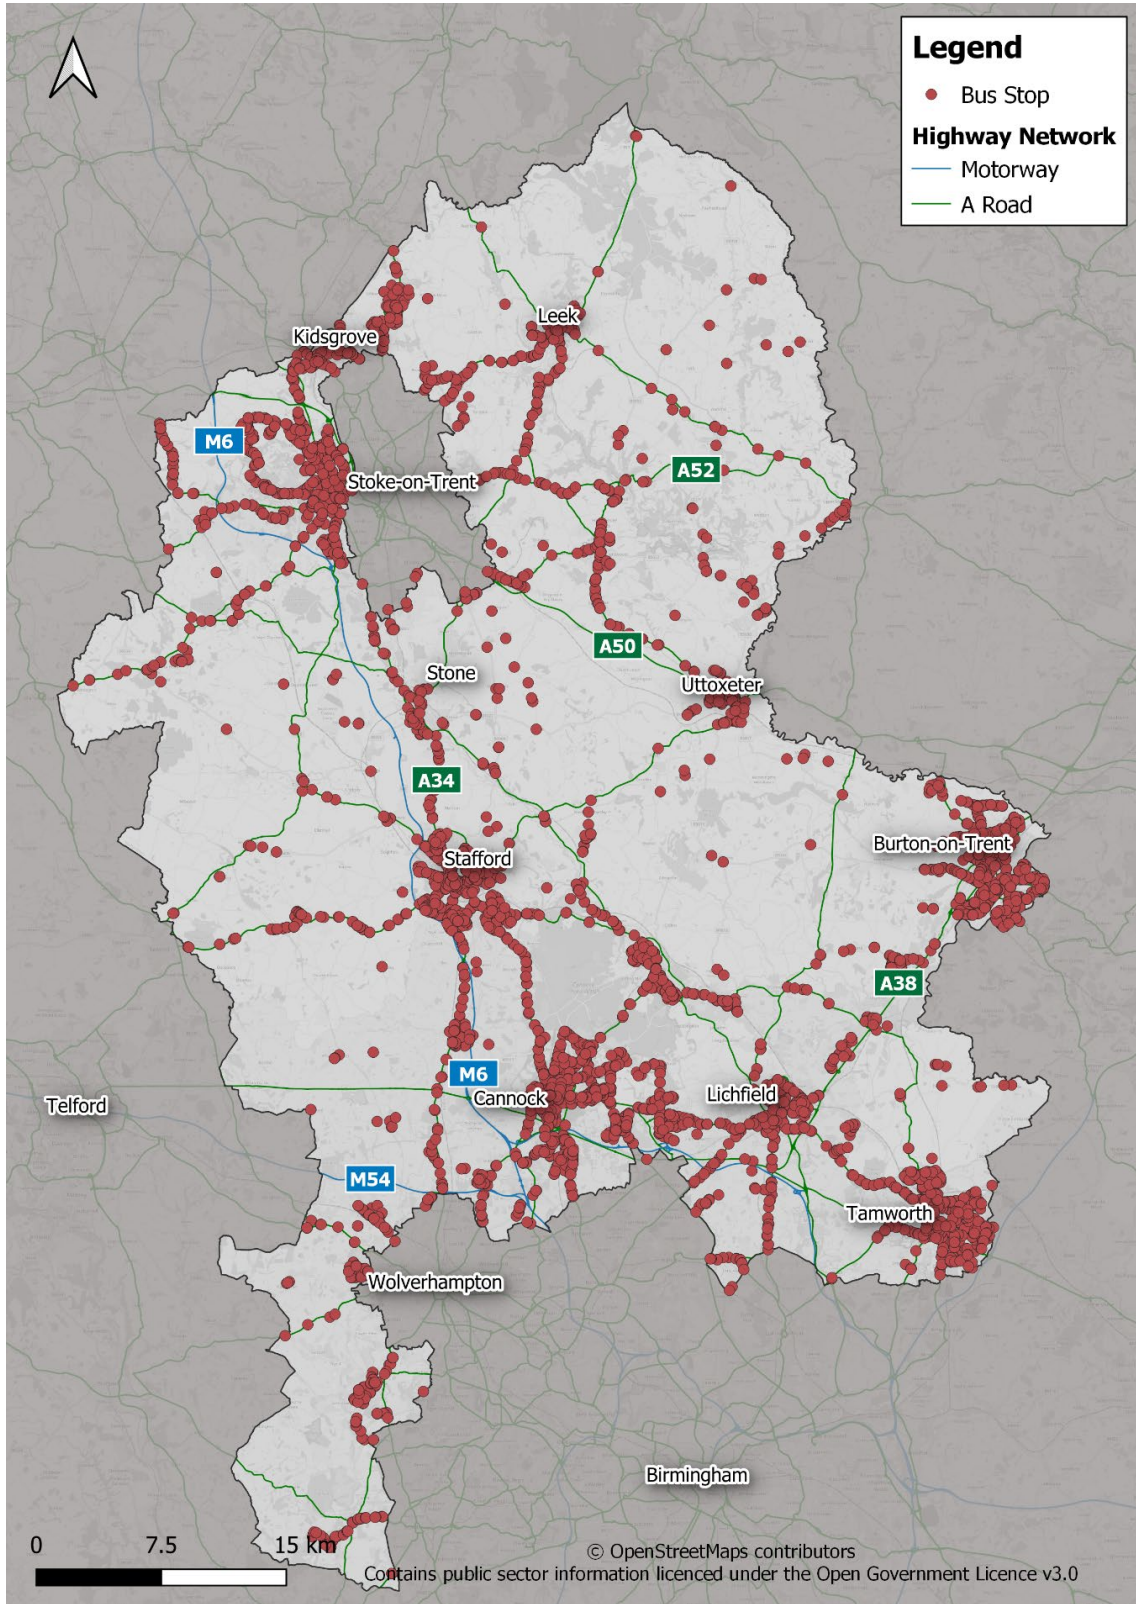 Legend
Bus Stop
Highway Network
Motorway
A Road
Leek
Kidsgrove
M6
A52
Stoke-on-Trent
A50
Stone
Uttoxeter
A34
Burton-on-Trent
Stafford
A38
M6
Cannock
Lichfield
Telford
M54
Tamworth
Wolverhampton
Birmingham
0 7.5 15 km
© OpenStreetMaps contributors
Contains public sector information licenced under the Open Government Licence v3.0